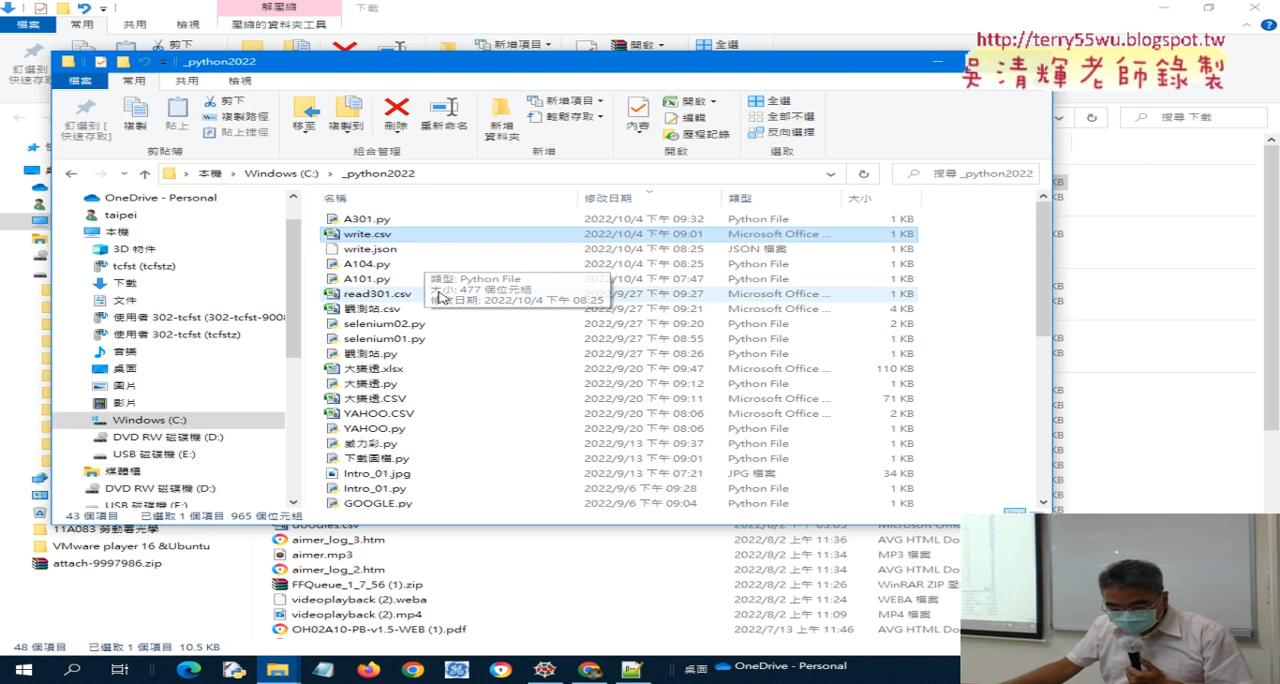 解壓縮
下載
檔案
常用
共用
檢視
壓縮的資料夾工具
http://terry55wu.blogspot.tw
吳清輝老師錄製
剪下
新增項目
開啟
全選
_python2022
檔案
常用
共用
檢視
釘選到 [快速存取]
複製
貼上
剪下
複製路徑
貼上捷徑
移至
複製到
刪除
重新命名
新增
資料夾
新增項目
輕鬆存取
內容
開啟
編輯
歷程記錄
全選
全部不選
反向選擇
剪貼簿
組合管理
新增
開啟
選取
搜尋 下載
本機 > Windows (C:) > _python2022
搜尋 _python2022
OneDrive - Personal
taipei
本機
3D 物件
tcfst (tcfstz)
下載
文件
使用者 302-tcfst (302-tcfst-900
使用者 302-tcfst (tcfstz)
音樂
桌面
圖片
影片
Windows (C:)
DVD RW 磁碟機 (D:)
USB 磁碟機 (E:)
媒體櫃
DVD RW 磁碟機 (D:)
USB 磁碟機 (E:)
名稱 修改日期 類型 大小
A301.py 2022/10/4 下午 09:32 Python File 1 KB
write.csv 2022/10/4 下午 09:01 Microsoft Office ... 1 KB
write.json 2022/10/4 下午 08:25 JSON 檔案 1 KB
A104.py 2022/10/4 下午 08:25 Python File 1 KB
A101.py 2022/10/4 下午 07:47 Python File 1 KB
read301.csv 2022/9/27 下午 09:27 Microsoft Office ... 1 KB
觀測站.csv 2022/9/27 下午 09:21 Microsoft Office ... 4 KB
selenium02.py 2022/9/27 下午 09:20 Python File 2 KB
selenium01.py 2022/9/27 下午 08:55 Python File 1 KB
觀測站.py 2022/9/27 下午 08:26 Python File 1 KB
大樂透.xlsx 2022/9/20 下午 09:47 Microsoft Office ... 110 KB
大樂透.py 2022/9/20 下午 09:12 Python File 1 KB
大樂透.CSV 2022/9/20 下午 09:11 Microsoft Office ... 71 KB
YAHOO.CSV 2022/9/20 下午 08:06 Microsoft Office ... 2 KB
YAHOO.py 2022/9/20 下午 08:06 Python File 1 KB
威力彩.py 2022/9/13 下午 09:37 Python File 1 KB
下載圖檔.py 2022/9/13 下午 09:01 Python File 1 KB
Intro_01.jpg 2022/9/13 下午 07:21 JPG 檔案 34 KB
Intro_01.py 2022/9/6 下午 09:28 Python File 1 KB
GOOGLE.py 2022/9/6 下午 09:04 Python File 1 KB
類型: Python File
大小: 477 個位元組
修改日期: 2022/10/4 下午 08:25
43 個項目 已選取 1 個項目 965 個位元組
11A083 勞動署光學
VMware player 16 &Ubuntu
attach-9997986.zip
aimer_log_3.htm 2022/8/2 上午 11:36 AVG HTML Do
aimer.mp3 2022/8/2 上午 11:34 MP3 檔案
aimer_log_2.htm 2022/8/2 上午 11:34 AVG HTML Do
FFQueue_1_7_56 (1).zip 2022/8/2 上午 11:26 WinRAR ZIP
videoplayback (2).weba 2022/8/2 上午 11:24 WEBA 檔案
videoplayback (2).mp4 2022/8/2 上午 11:09 MP4 檔案
OH02A10-PB-v1.5-WEB (1).pdf 2022/7/13 上午 11:46 AVG HTML Do
48 個項目 已選取 1 個項目 10.5 KB
桌面
OneDrive - Personal